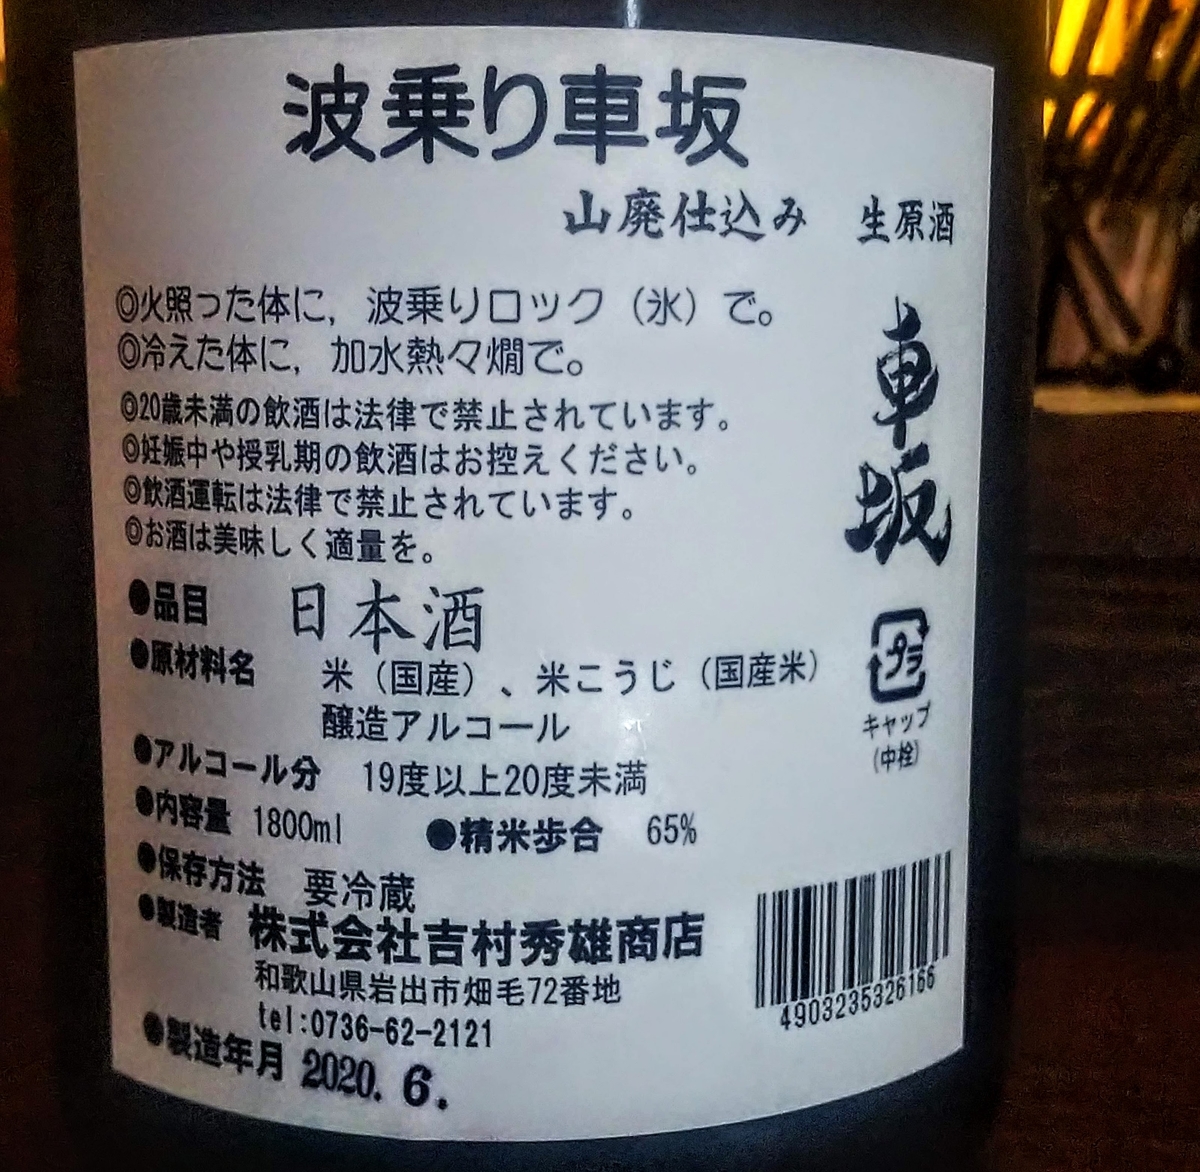 波乗り車坂
山廃仕込み 生原酒
◎火照った体に，波乗りロック（氷）で。
◎冷えた体に，加水熱々燗で。
◎20歳未満の飲酒は法律で禁止されています。
◎妊娠中や授乳期の飲酒はお控えください。
◎飲酒運転は法律で禁止されています。
◎お酒は美味しく適量を。
車坂
●品目 日本酒
●原材料名 米（国産）、米こうじ（国産米）
醸造アルコール
●アルコール分 19度以上20度未満
●内容量 1800ml ●精米歩合 65%
●保存方法 要冷蔵
●製造者 株式会社吉村秀雄商店
和歌山県岩出市畑毛72番地
tel:0736-62-2121
●製造年月 2020. 6.
プラ
キャップ
(中栓)
4903235326166